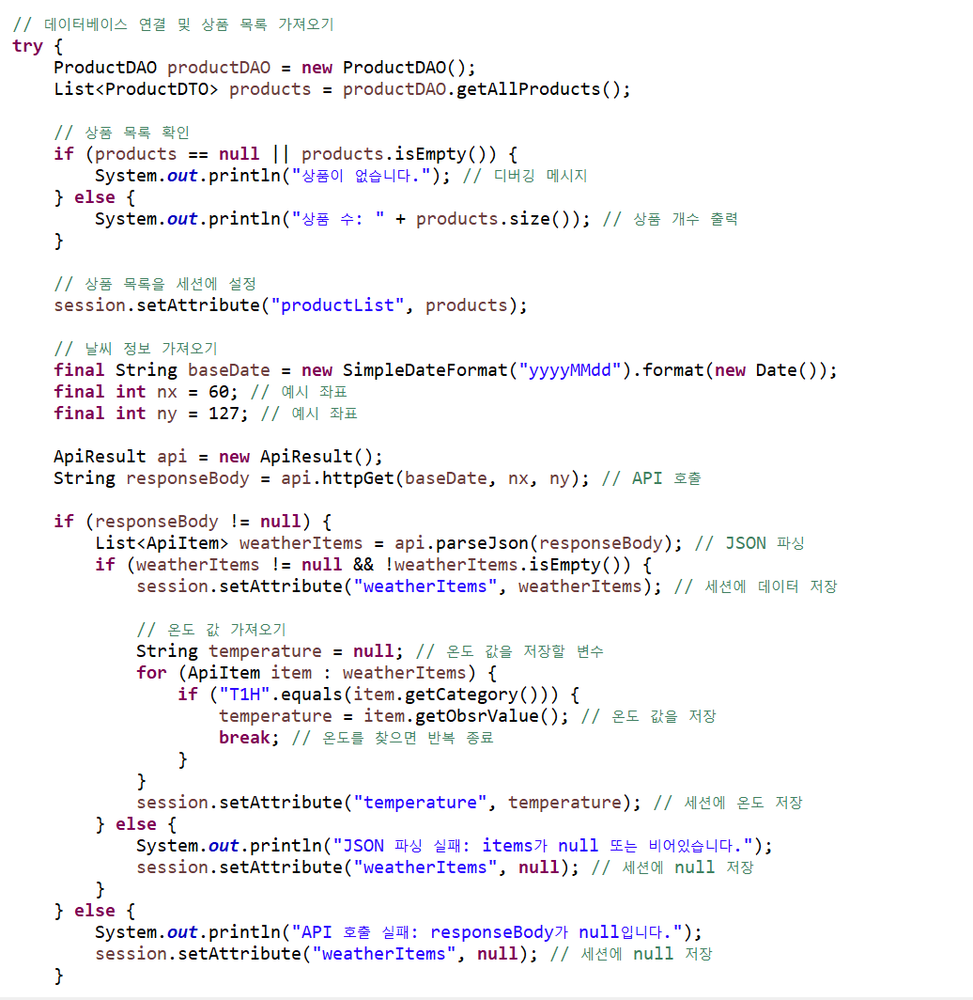 // 데이터베이스 연결 및 상품 목록 가져오기
try {
    ProductDAO productDAO = new ProductDAO();
    List<ProductDTO> products = productDAO.getAllProducts();

    // 상품 목록 확인
    if (products == null || products.isEmpty()) {
        System.out.println("상품이 없습니다."); // 디버깅 메시지
    } else {
        System.out.println("상품 수: " + products.size()); // 상품 개수 출력
    }

    // 상품 목록을 세션에 설정
    session.setAttribute("productList", products);

    // 날씨 정보 가져오기
    final String baseDate = new SimpleDateFormat("yyyyMMdd").format(new Date());
    final int nx = 60; // 예시 좌표
    final int ny = 127; // 예시 좌표

    ApiResult api = new ApiResult();
    String responseBody = api.httpGet(baseDate, nx, ny); // API 호출

    if (responseBody != null) {
        List<ApiItem> weatherItems = api.parseJson(responseBody); // JSON 파싱
        if (weatherItems != null && !weatherItems.isEmpty()) {
            session.setAttribute("weatherItems", weatherItems); // 세션에 데이터 저장

            // 온도 값 가져오기
            String temperature = null; // 온도 값을 저장할 변수
            for (ApiItem item : weatherItems) {
                if ("T1H".equals(item.getCategory())) {
                    temperature = item.getObsrValue(); // 온도 값을 저장
                    break; // 온도를 찾으면 반복 종료
                }
            }
            session.setAttribute("temperature", temperature); // 세션에 온도 저장
        } else {
            System.out.println("JSON 파싱 실패: items가 null 또는 비어있습니다.");
            session.setAttribute("weatherItems", null); // 세션에 null 저장
        }
    } else {
        System.out.println("API 호출 실패: responseBody가 null입니다.");
        session.setAttribute("weatherItems", null); // 세션에 null 저장
    }